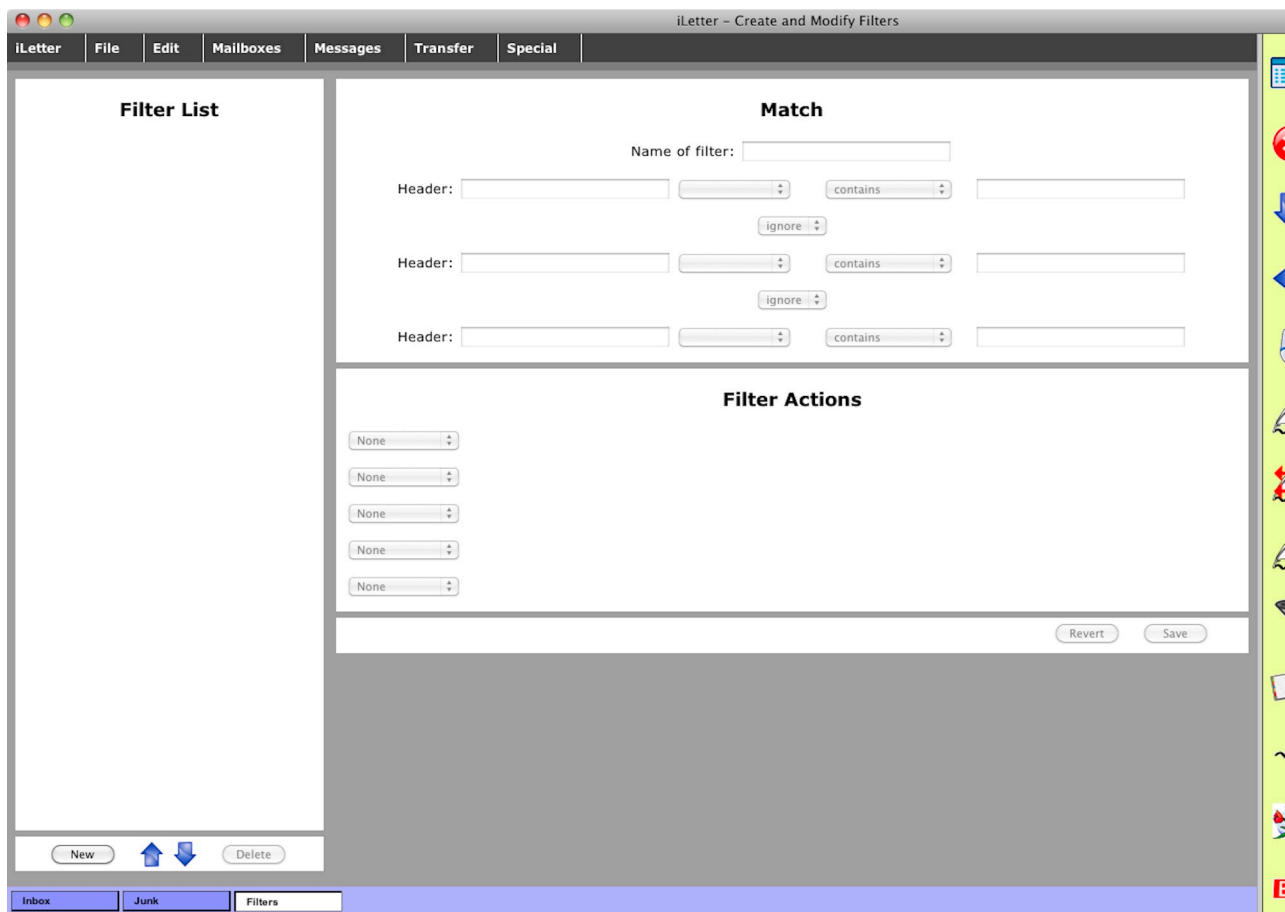 iLetter – Create and Modify Filters
iLetter File Edit Mailboxes Messages Transfer Special
Filter List
New Delete
Match
Name of filter:
Header: contains
ignore
Header: contains
ignore
Header: contains
Filter Actions
None
None
None
None
None
Revert Save
Inbox Junk Filters